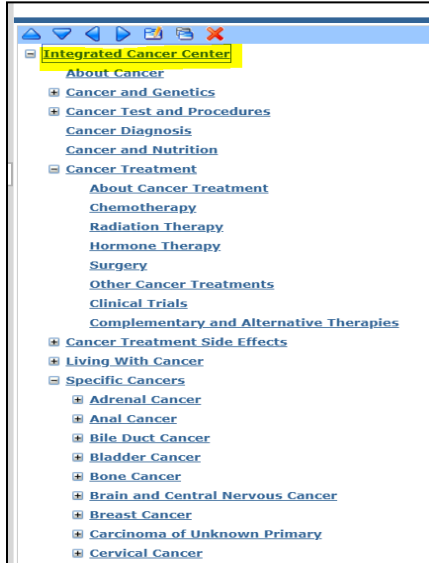 Integrated Cancer Center
About Cancer
Cancer and Genetics
Cancer Test and Procedures
Cancer Diagnosis
Cancer and Nutrition
Cancer Treatment
About Cancer Treatment
Chemotherapy
Radiation Therapy
Hormone Therapy
Surgery
Other Cancer Treatments
Clinical Trials
Complementary and Alternative Therapies
Cancer Treatment Side Effects
Living With Cancer
Specific Cancers
Adrenal Cancer
Anal Cancer
Bile Duct Cancer
Bladder Cancer
Bone Cancer
Brain and Central Nervous Cancer
Breast Cancer
Carcinoma of Unknown Primary
Cervical Cancer